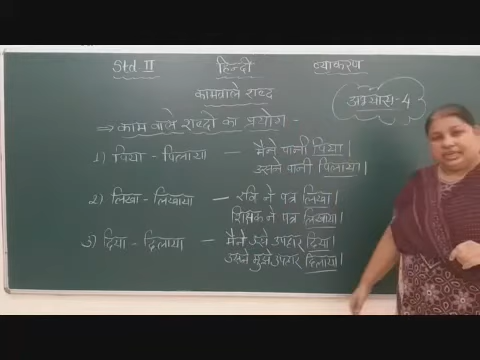 Std. II हिन्दी व्याकरण
कामवाले शब्द
अभ्यास-4
⇒ काम वाले शब्दों का प्रयोग -
1) पिया - पिलाया — मैने पानी पिया।
उसने पानी पिलाया।
2) लिखा - लिखाया — रवि ने पत्र लिखा।
शिक्षक ने पत्र लिखाया।
3) दिया - दिलाया — मैने उसे उपहार दिया।
उसने मुझे उपहार दिलाया।